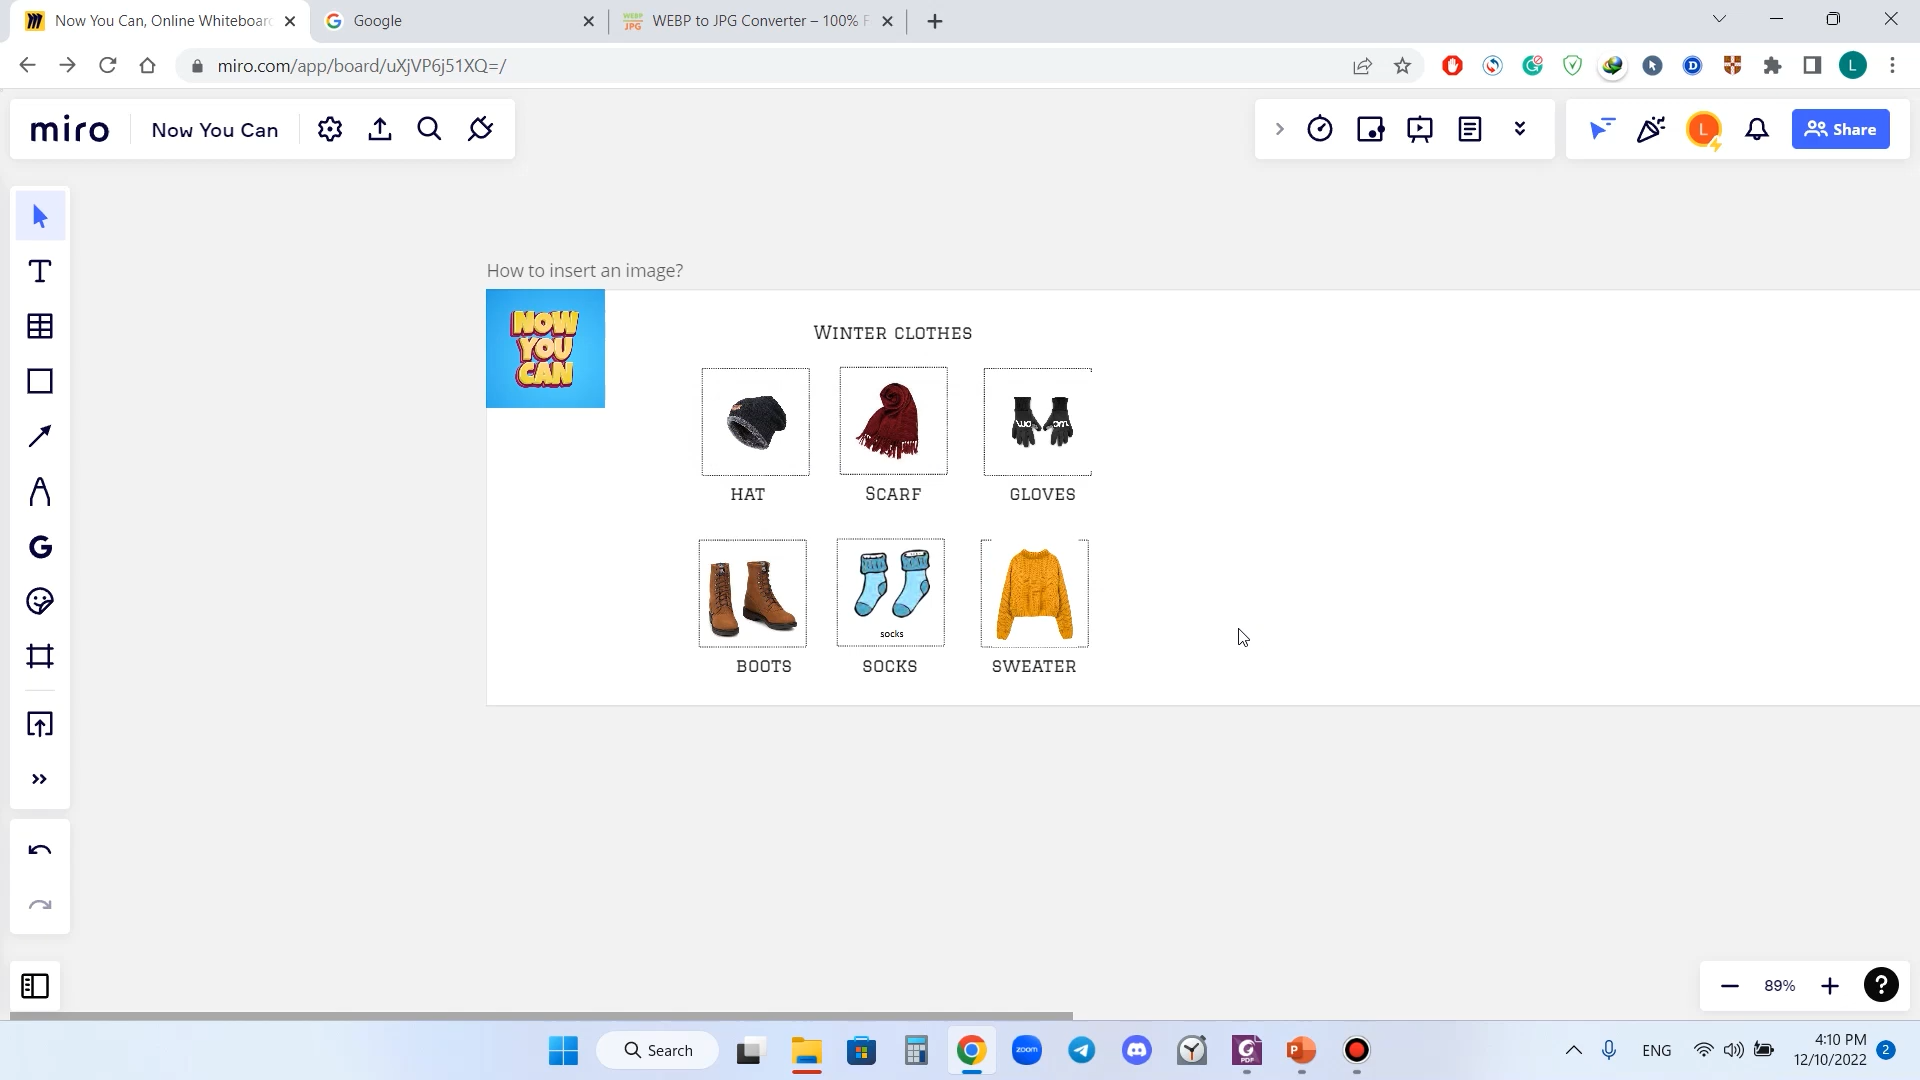 Now You Can, Online Whiteboard
Google
WEBP to JPG Converter – 100% F
miro.com/app/board/uXjVP6j51XQ=/
L
miro
Now You Can
L
Share
How to insert an image?
NOW
YOU
CAN
WINTER CLOTHES
HAT
SCARF
GLOVES
socks
BOOTS
SOCKS
SWEATER
89%
Search
zoom
ENG
4:10 PM
12/10/2022
2